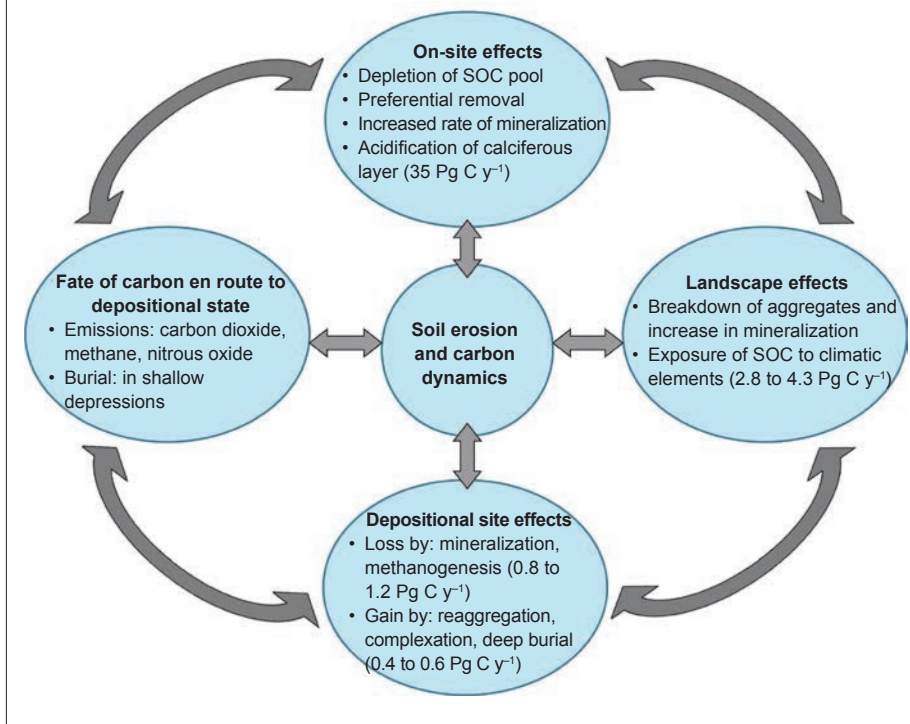 On-site effects
• Depletion of SOC pool
• Preferential removal
• Increased rate of mineralization
• Acidification of calciferous
layer (35 Pg C y⁻¹)
Fate of carbon en route to
depositional state
• Emissions: carbon dioxide,
methane, nitrous oxide
• Burial: in shallow
depressions
Soil erosion
and carbon
dynamics
Landscape effects
• Breakdown of aggregates and
increase in mineralization
• Exposure of SOC to climatic
elements (2.8 to 4.3 Pg C y⁻¹)
Depositional site effects
• Loss by: mineralization,
methanogenesis (0.8 to
1.2 Pg C y⁻¹)
• Gain by: reaggregation,
complexation, deep burial
(0.4 to 0.6 Pg C y⁻¹)